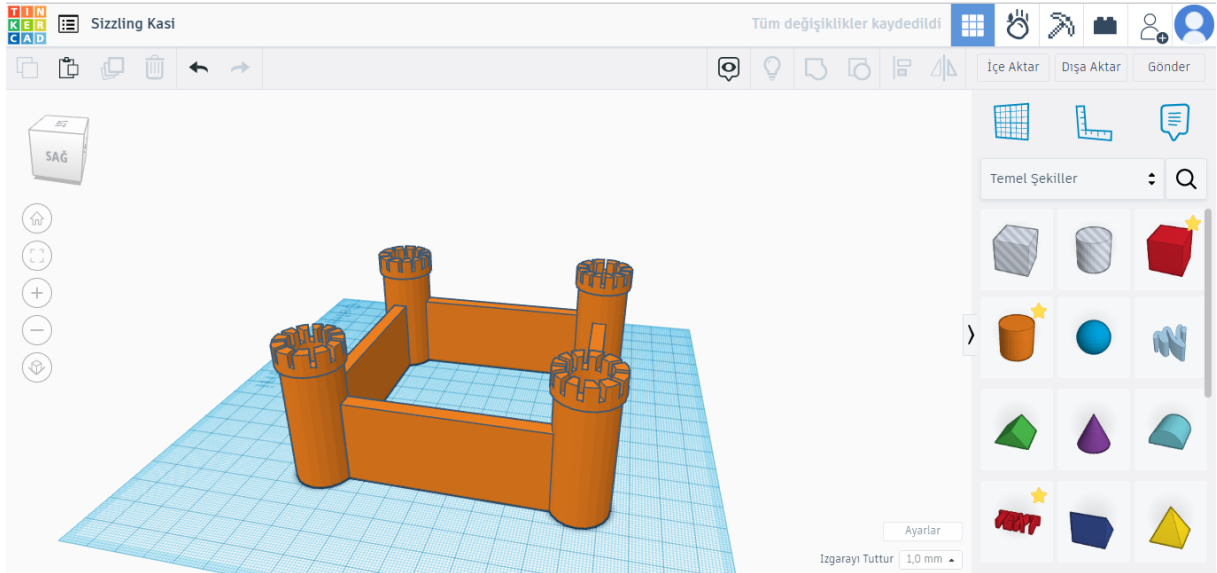 TIN
KER
CAD
Sizzling Kasi
Tüm değişiklikler kaydedildi
İçe Aktar
Dışa Aktar
Gönder
SAĞ
Temel Şekiller
Ayarlar
Izgarayı Tuttur 1,0 mm